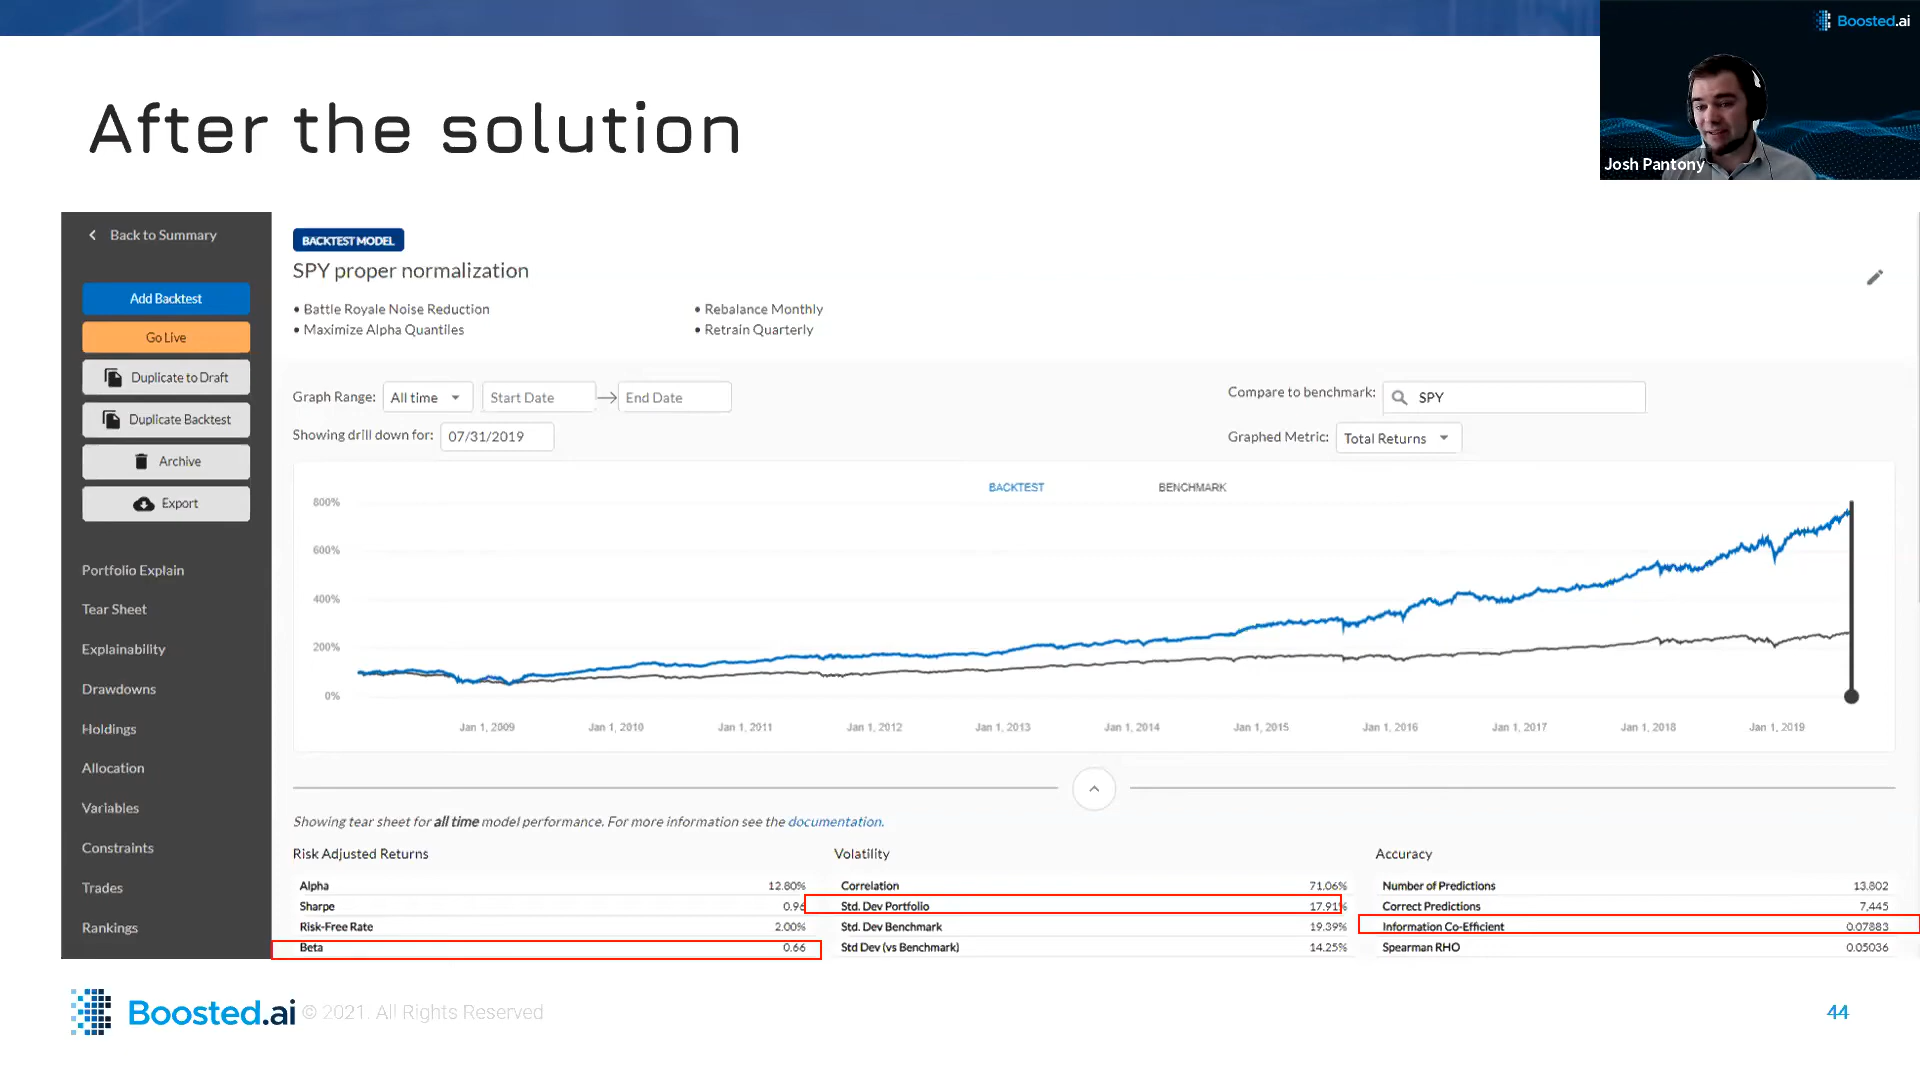 Boosted.ai
After the solution
Josh Pantony
Back to Summary
Add Backtest
Go Live
Duplicate to Draft
Duplicate Backtest
Archive
Export
Portfolio Explain
Tear Sheet
Explainability
Drawdowns
Holdings
Allocation
Variables
Constraints
Trades
Rankings
BACKTEST MODEL
SPY proper normalization
• Battle Royale Noise Reduction
• Maximize Alpha Quantiles
• Rebalance Monthly
• Retrain Quarterly
Graph Range: All time Start Date End Date
Showing drill down for: 07/31/2019
Compare to benchmark: SPY
Graphed Metric: Total Returns
BACKTEST BENCHMARK
800%
600%
400%
200%
0%
Jan 1, 2009 Jan 1, 2010 Jan 1, 2011 Jan 1, 2012 Jan 1, 2013 Jan 1, 2014 Jan 1, 2015 Jan 1, 2016 Jan 1, 2017 Jan 1, 2018 Jan 1, 2019
Showing tear sheet for all time model performance. For more information see the documentation.
Risk Adjusted Returns
Alpha 12.80%
Sharpe 0.96
Risk-Free Rate 2.00%
Beta 0.66
Volatility
Correlation 71.06%
Std. Dev Portfolio 17.91%
Std. Dev Benchmark 19.39%
Std Dev (vs Benchmark) 14.25%
Accuracy
Number of Predictions 13,802
Correct Predictions 7,445
Information Co-Efficient 0.07883
Spearman RHO 0.05036
Boosted.ai © 2021. All Rights Reserved
44